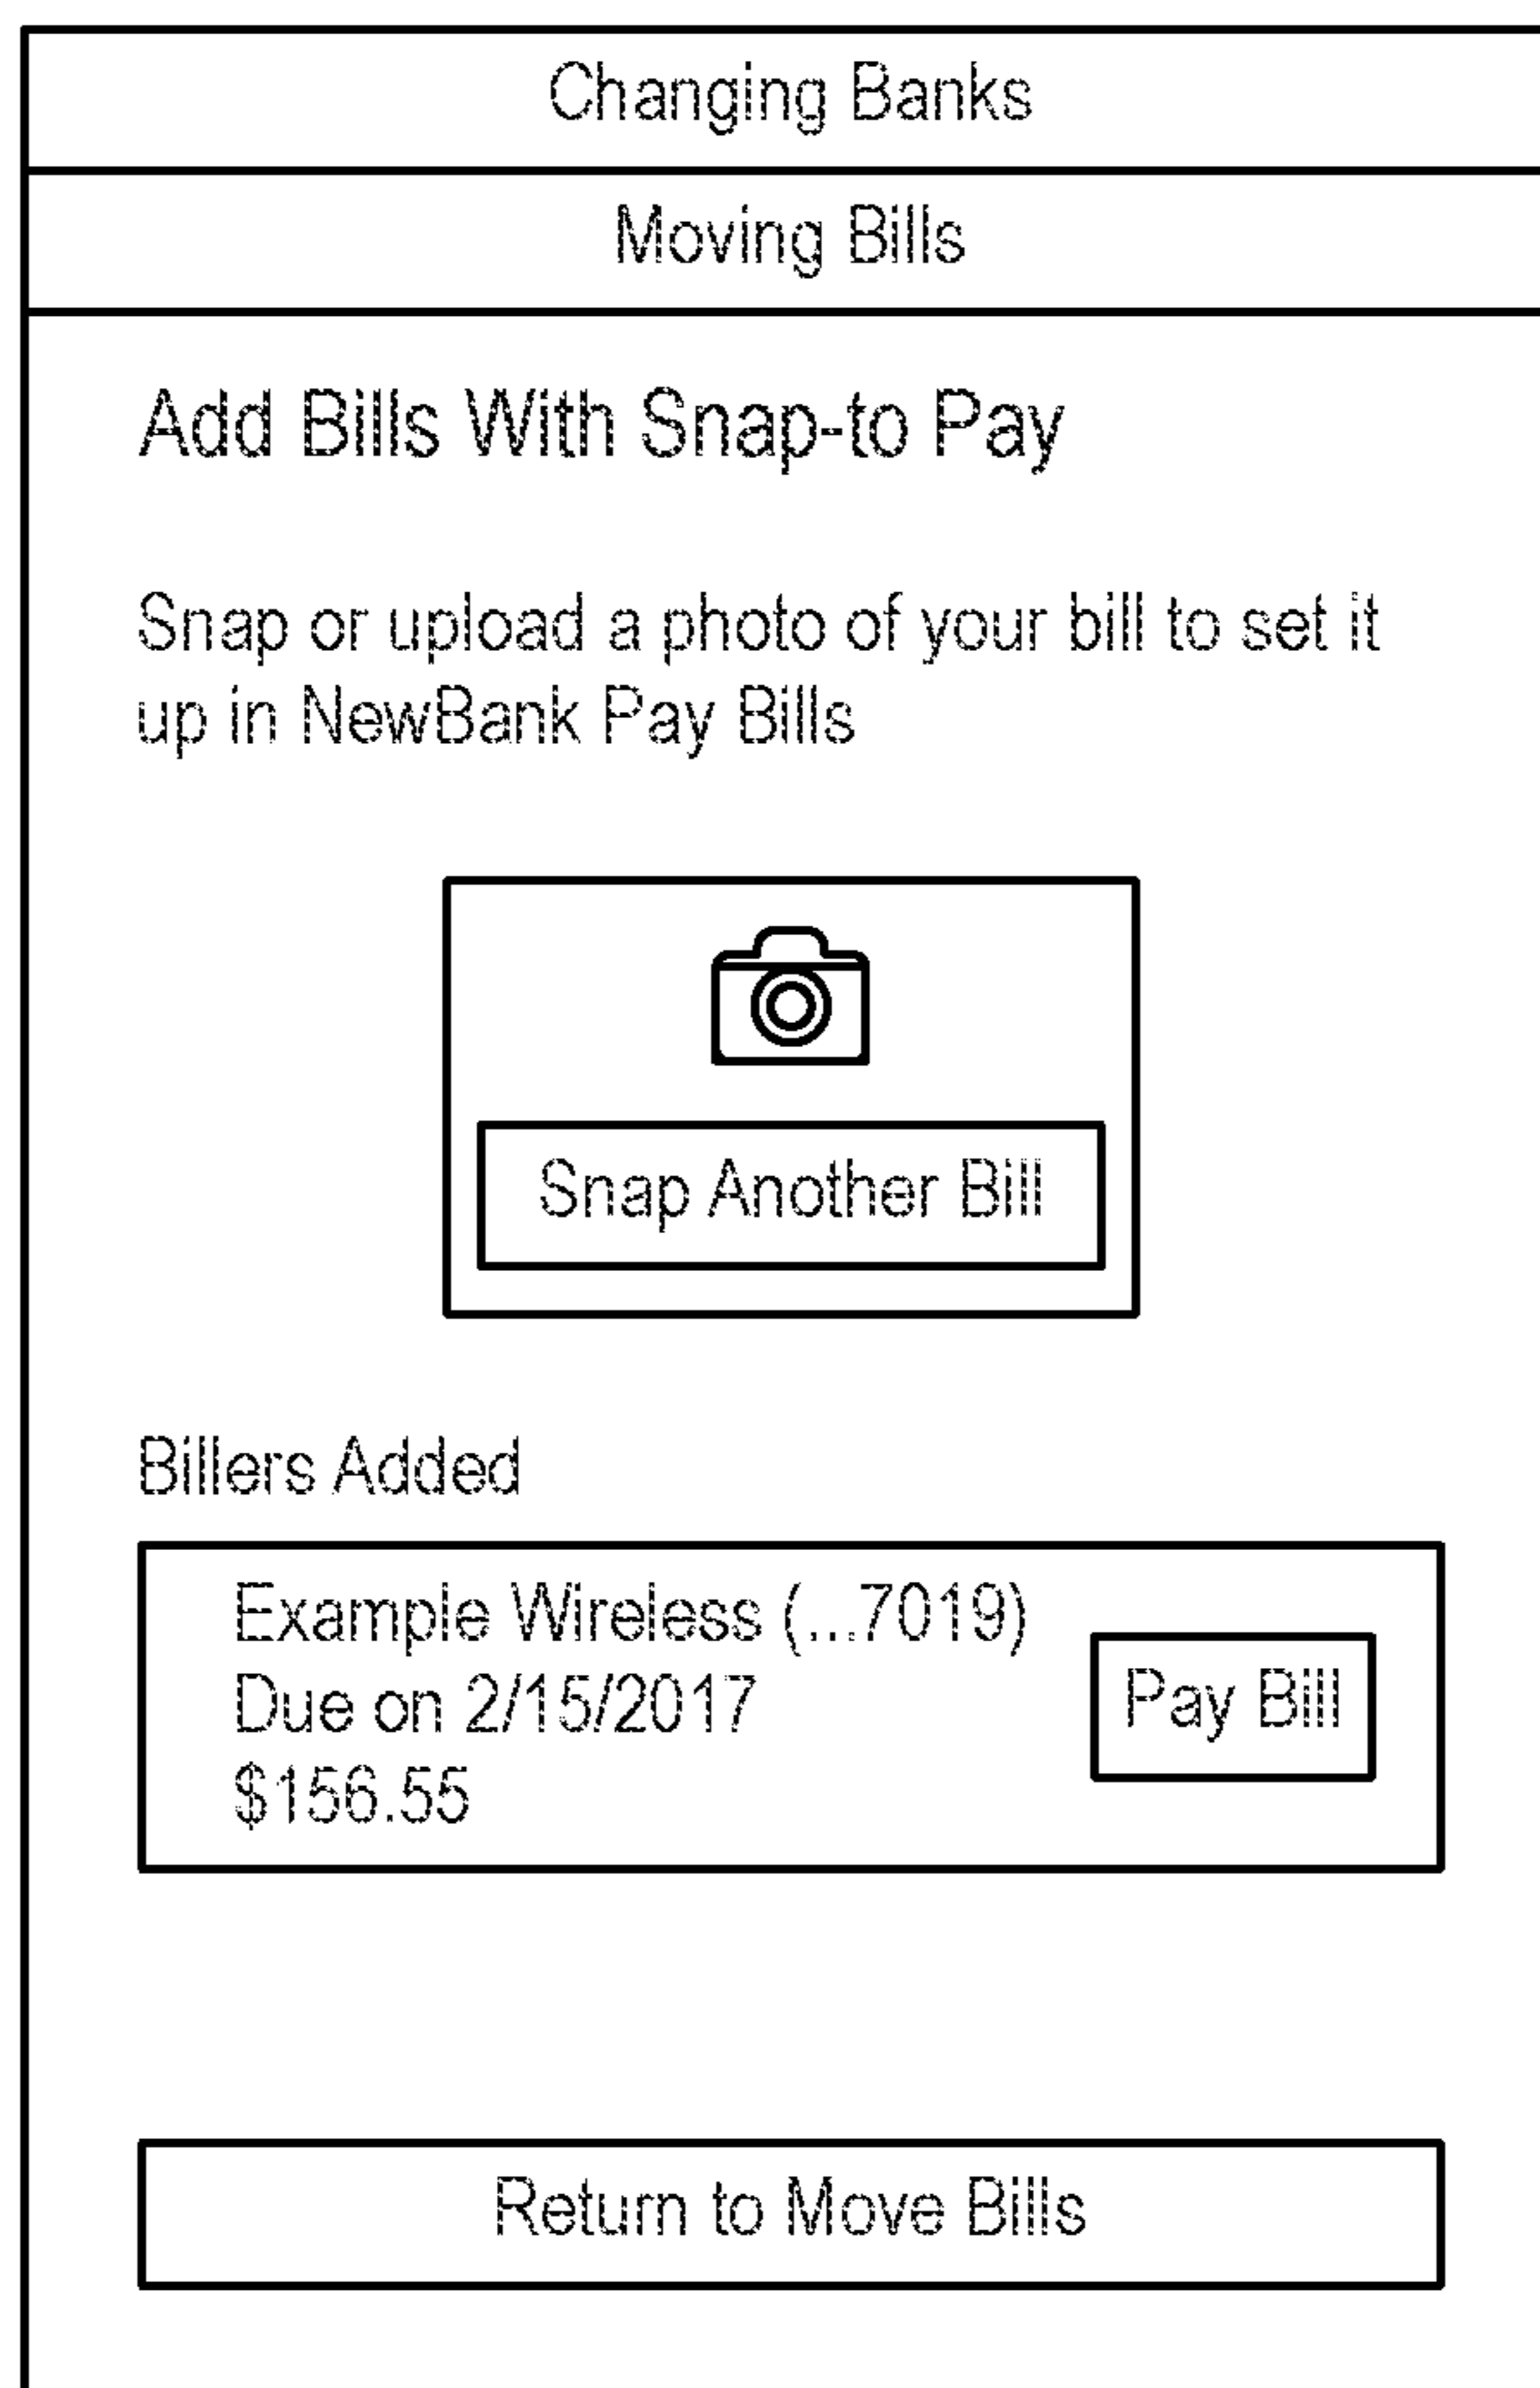 Changing Banks
Moving Bills
Add Bills With Snap-to Pay
Snap or upload a photo of your bill to set it
up in NewBank Pay Bills
Snap Another Bill
Billers Added
Example Wireless (...7019)
Due on 2/15/2017
$156.55
Pay Bill
Return to Move Bills